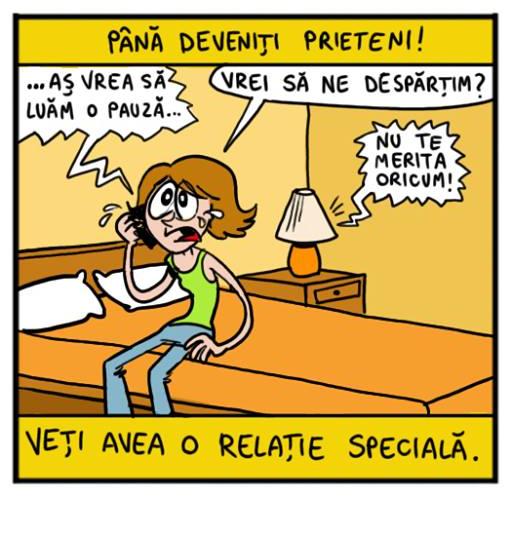 PÂNĂ DEVENIȚI PRIETENI!
...AȘ VREA SĂ
LUĂM O PAUZĂ...
VREI SĂ NE DESPĂRȚIM?
NU TE
MERITA
ORICUM!
VEȚI AVEA O RELAȚIE SPECIALĂ.